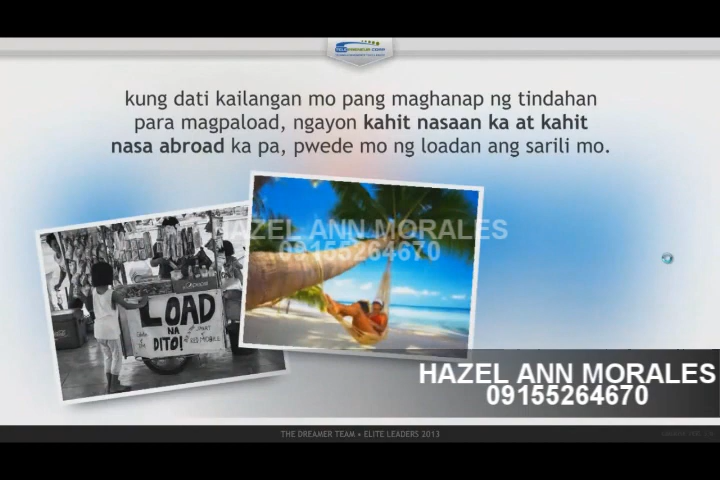 kung dati kailangan mo pang maghanap ng tindahan
para magpaload, ngayon kahit nasaan ka at kahit
nasa abroad ka pa, pwede mo ng loadan ang sarili mo.
HAZEL ANN MORALES
09155264670
LOAD
NA
DITO!
HAZEL ANN MORALES
09155264670
THE DREAMER TEAM • ELITE LEADERS 2013